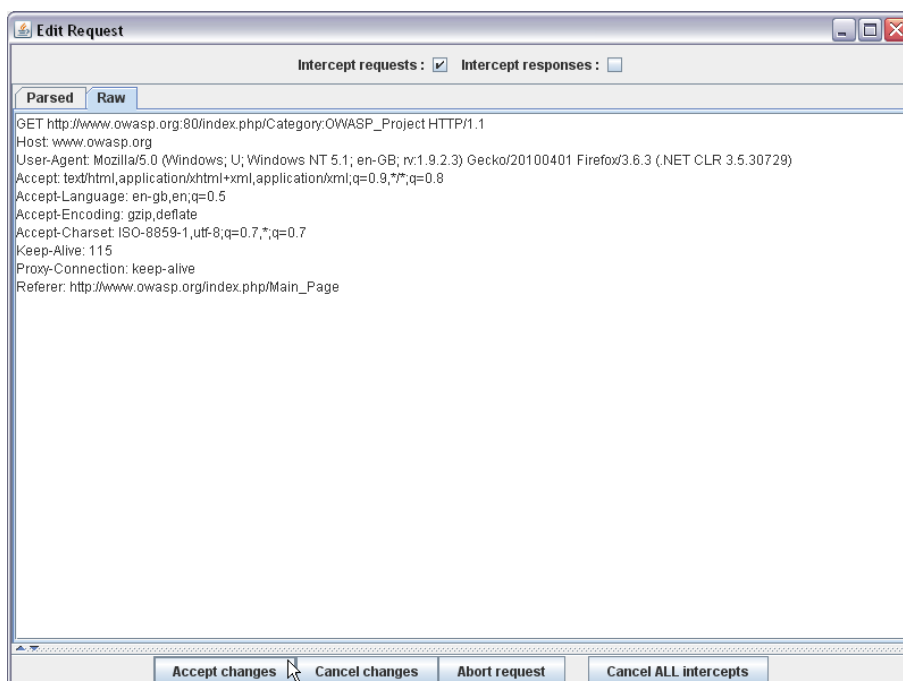 Edit Request
Intercept requests : Intercept responses :
Parsed Raw
GET http://www.owasp.org:80/index.php/Category:OWASP_Project HTTP/1.1
Host: www.owasp.org
User-Agent: Mozilla/5.0 (Windows; U; Windows NT 5.1; en-GB; rv:1.9.2.3) Gecko/20100401 Firefox/3.6.3 (.NET CLR 3.5.30729)
Accept: text/html,application/xhtml+xml,application/xml;q=0.9,*/*;q=0.8
Accept-Language: en-gb,en;q=0.5
Accept-Encoding: gzip,deflate
Accept-Charset: ISO-8859-1,utf-8;q=0.7,*;q=0.7
Keep-Alive: 115
Proxy-Connection: keep-alive
Referer: http://www.owasp.org/index.php/Main_Page
Accept changes Cancel changes Abort request Cancel ALL intercepts